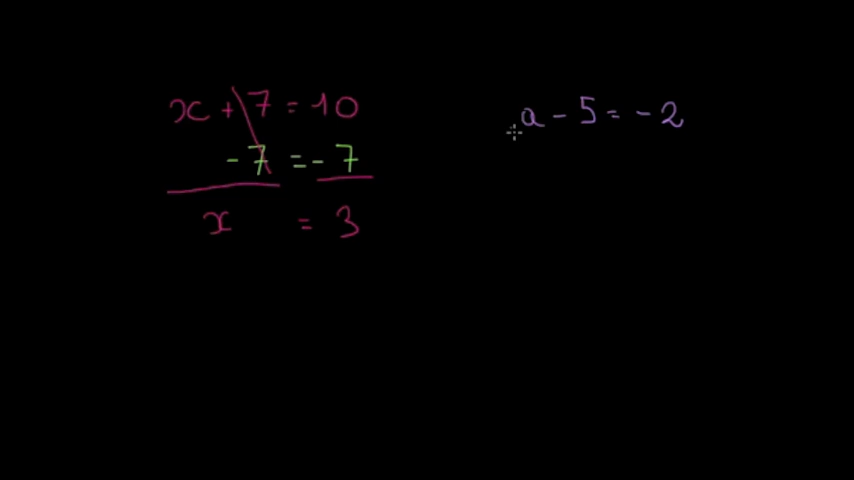 x + 7 = 10
- 7 = - 7
x = 3
a - 5 = - 2